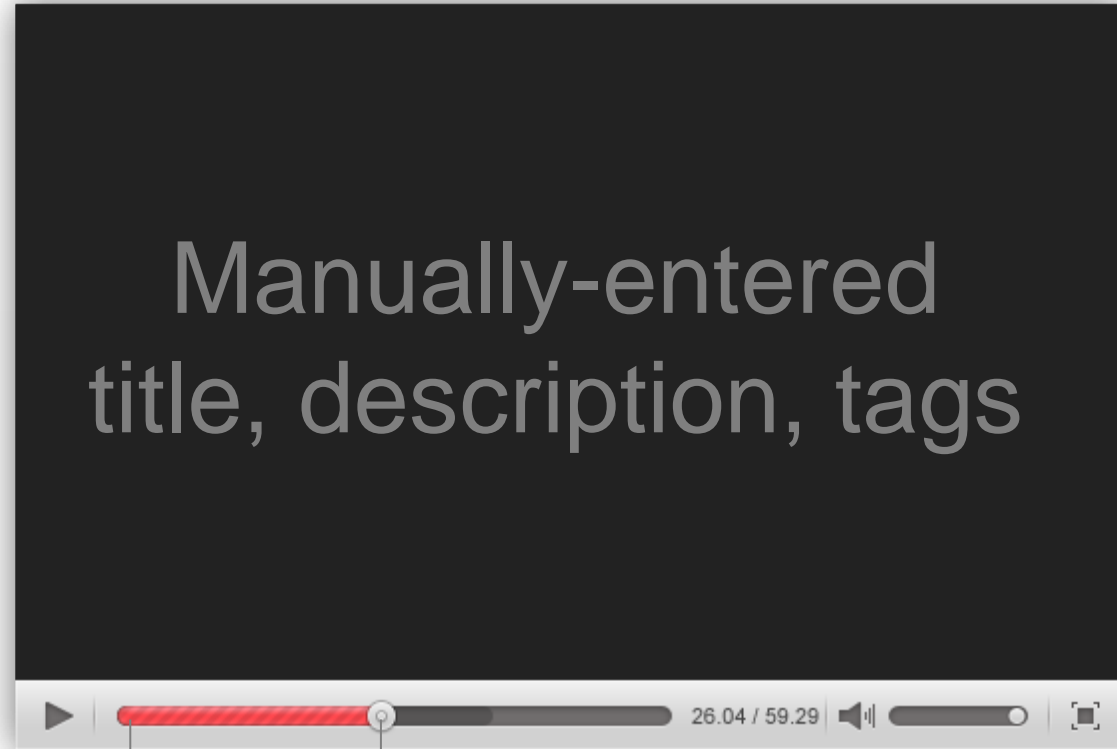 Manually-entered
title, description, tags
26.04 / 59.29